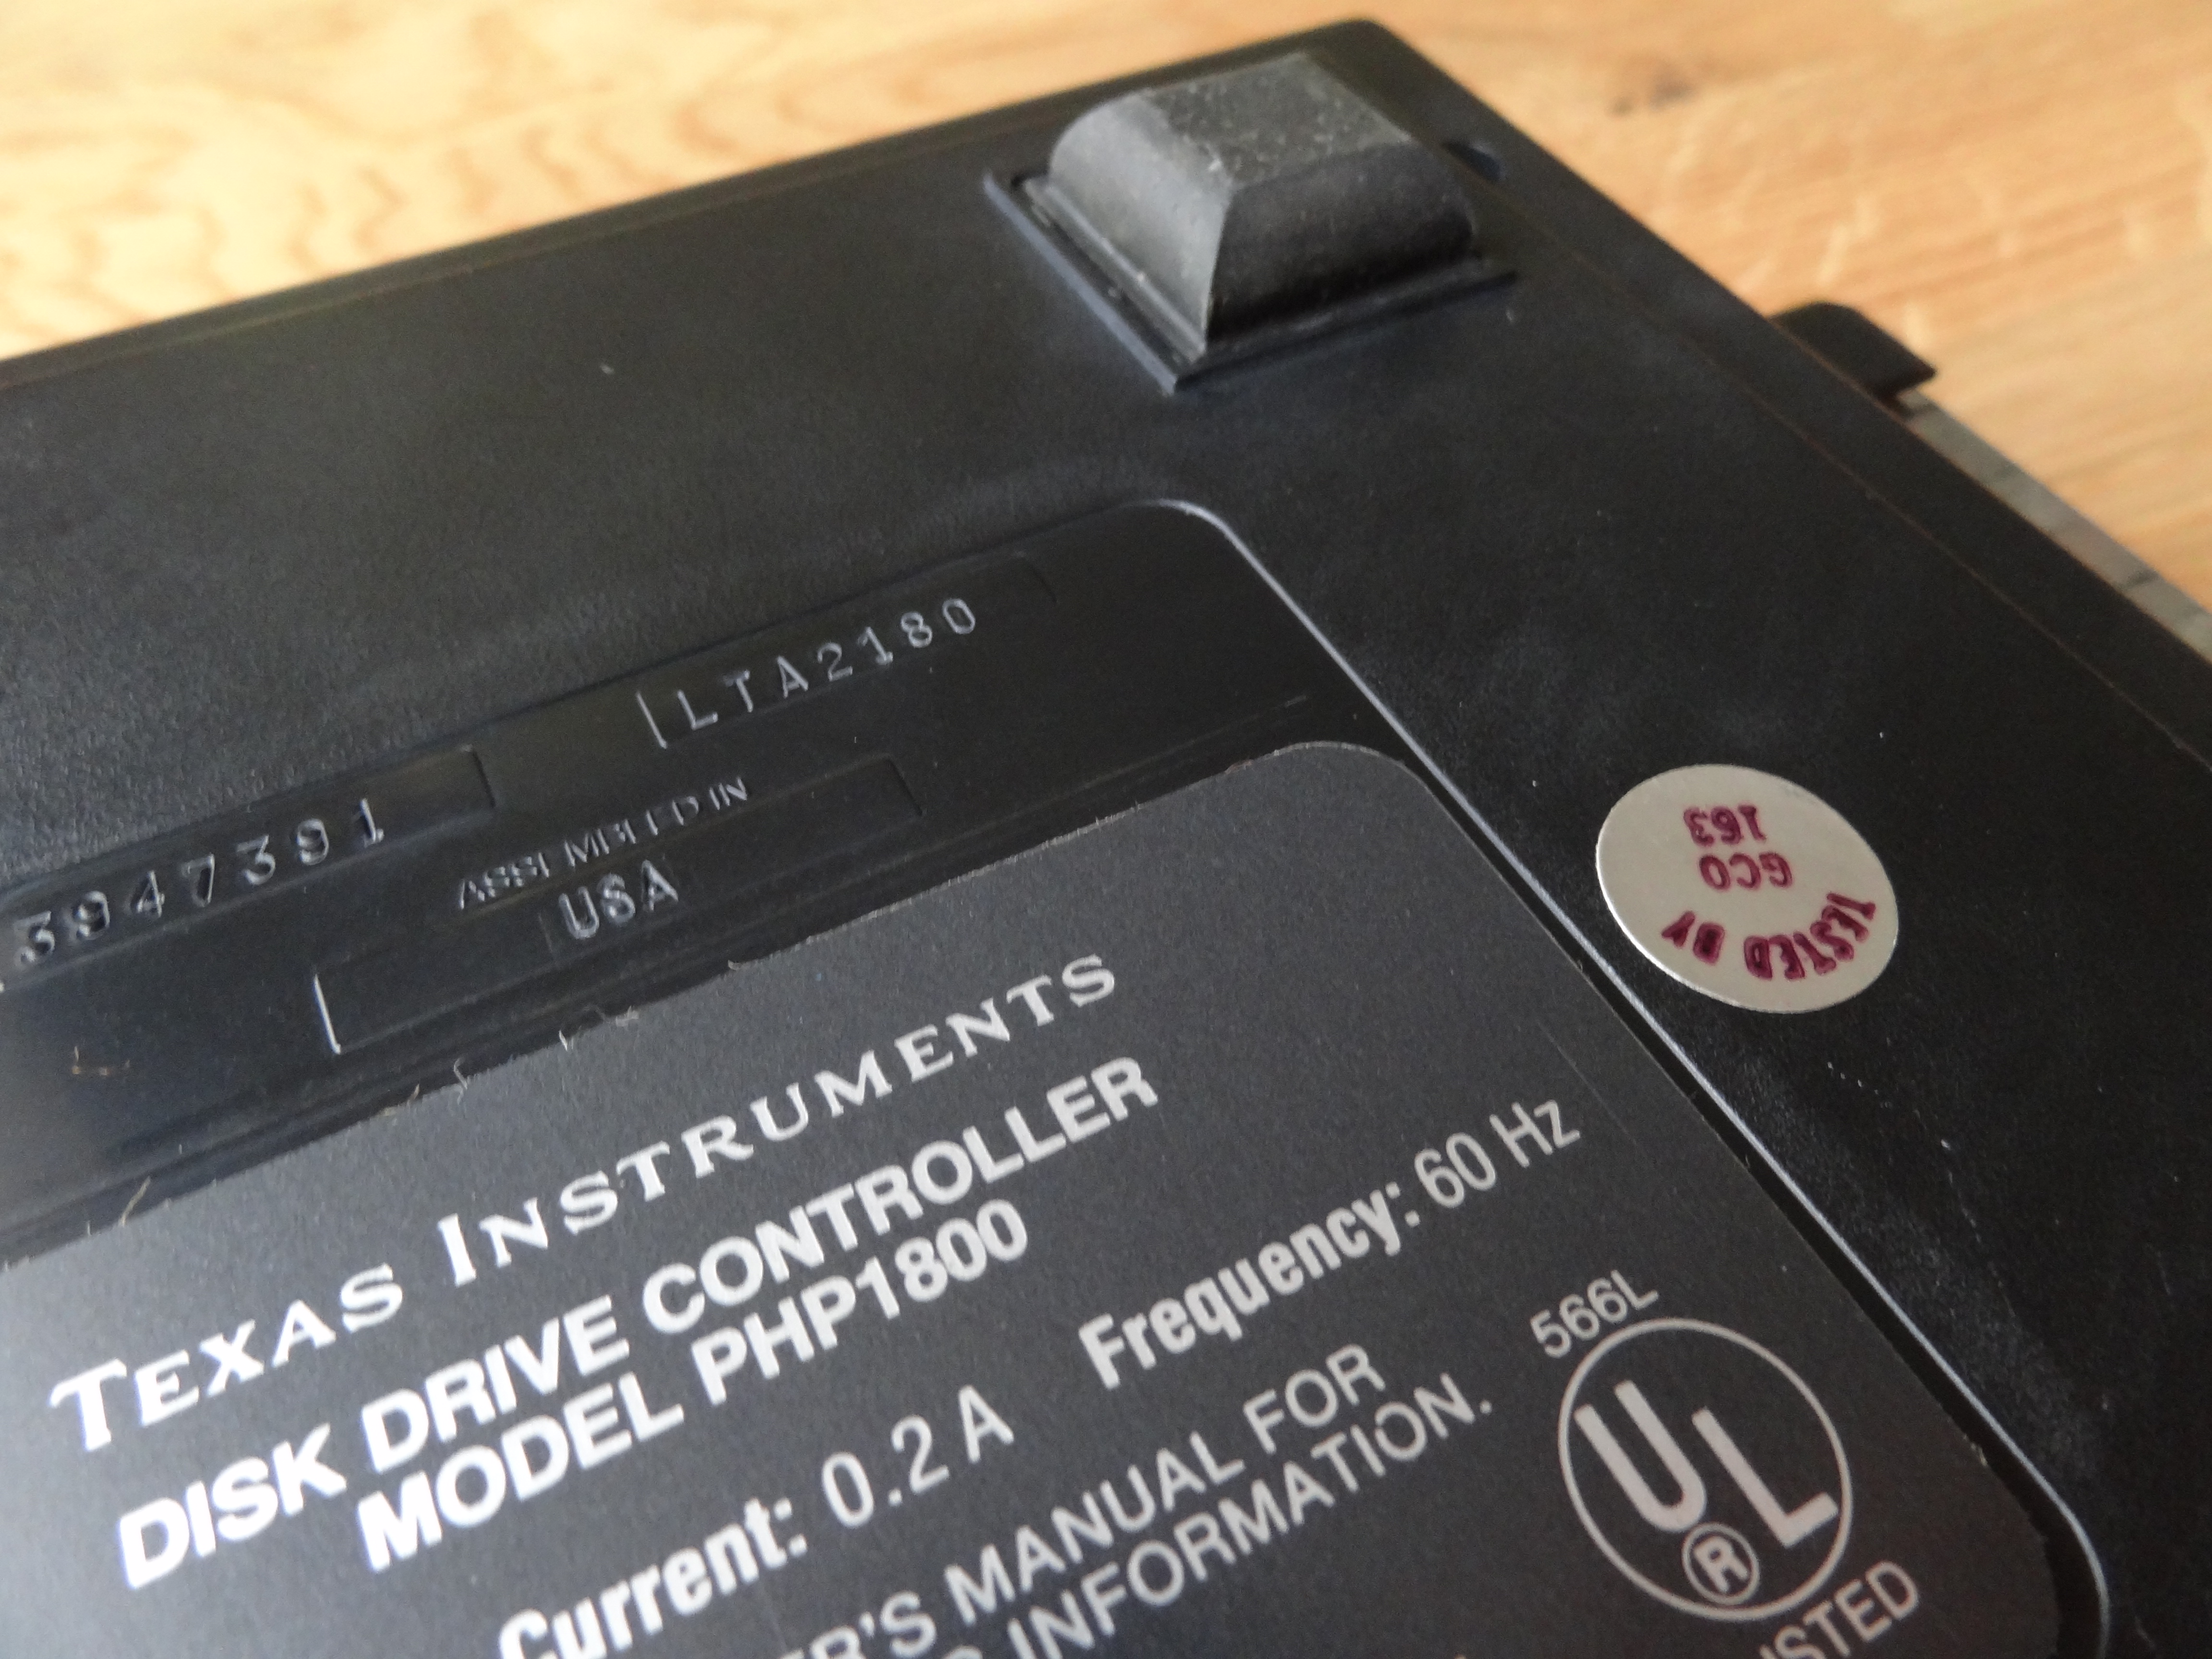 3947391
LTA2180
ASSEMBLED IN
USA
TEXAS INSTRUMENTS
DISK DRIVE CONTROLLER
MODEL PHP1800
Current: 0.2 A Frequency: 60 Hz
MANUAL FOR
INFORMATION.
566L
UL
®
TESTED BY
GCO
163